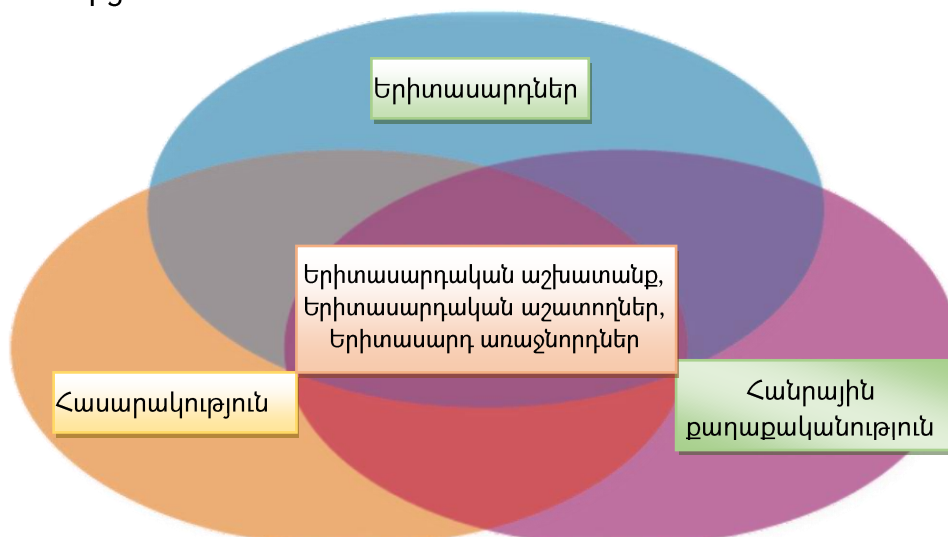 Երիտասարդներ
Երիտասարդական աշխատանք,
Երիտասարդական աշատողներ,
Երիտասարդ առաջնորդներ
Հասարակություն
Հանրային
քաղաքականություն